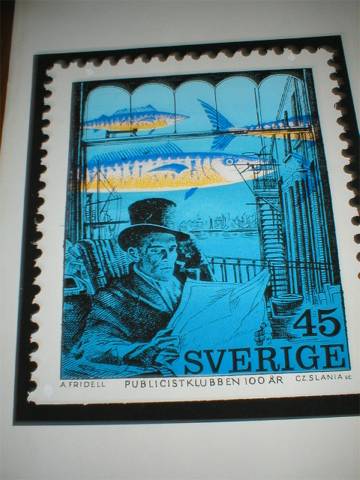 45
SVERIGE
A FRIDELL PUBLICISTKLUBBEN 100 ÅR CZ.SLANIA sc